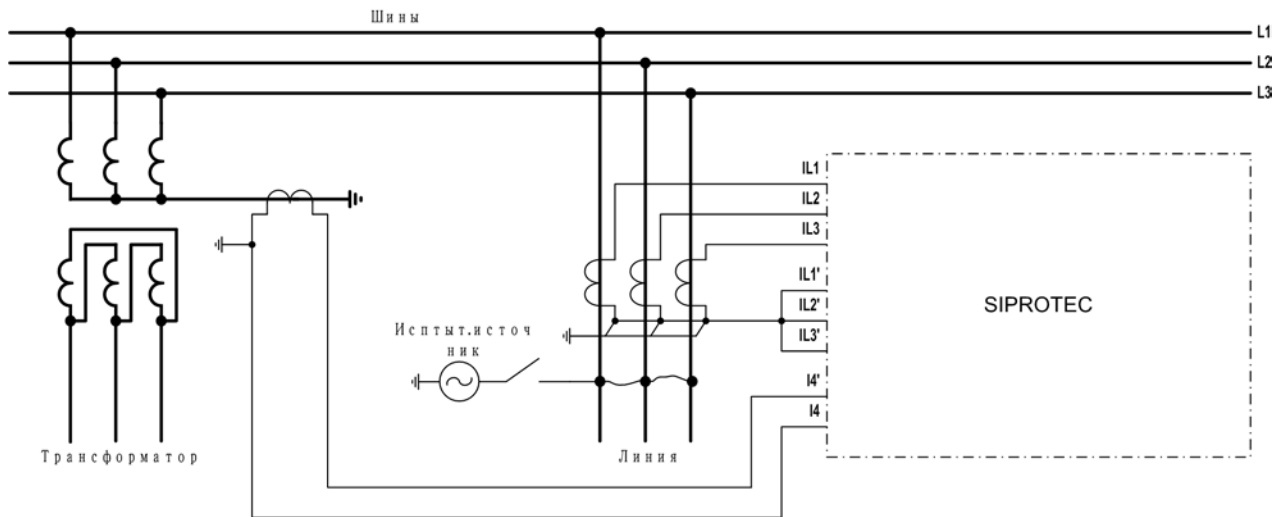 Шины
L1
L2
L3
IL1
IL2
IL3
IL1'
IL2'
IL3'
SIPROTEC
Исптыт.источ
ник
I4'
I4
Трансформатор
Линия